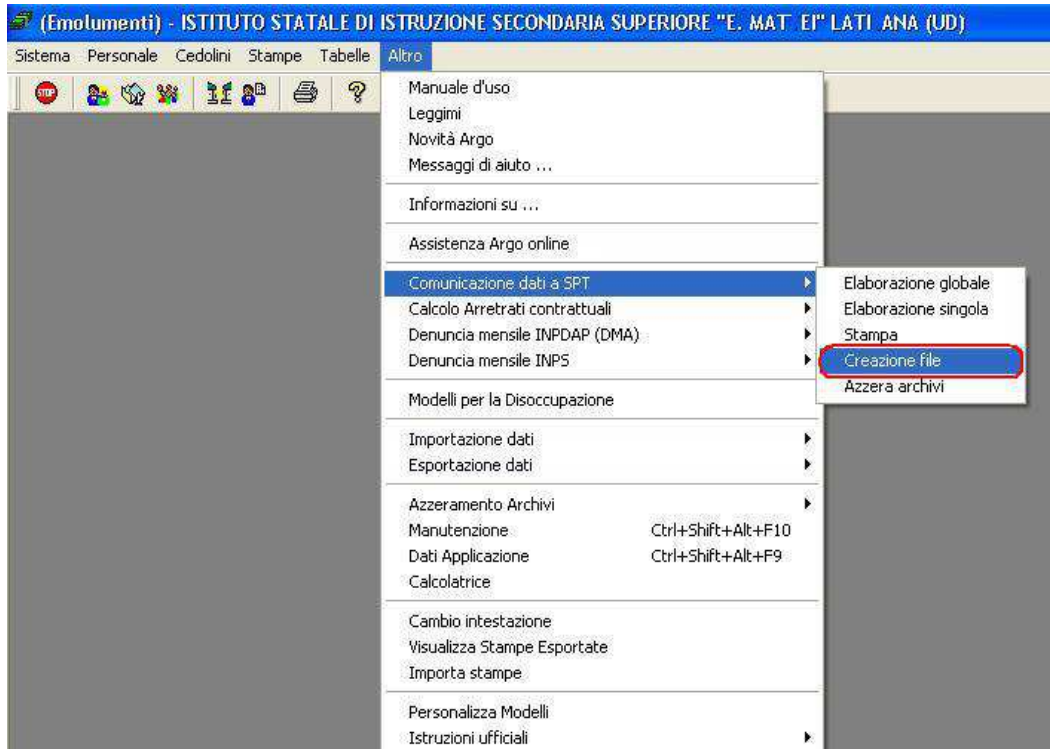 (Emolumenti) - ISTITUTO STATALE DI ISTRUZIONE SECONDARIA SUPERIORE "E. MAT EI" LATI ANA (UD)
Sistema Personale Cedolini Stampe Tabelle Altro
STOP
Manuale d'uso
Leggimi
Novità Argo
Messaggi di aiuto ...
Informazioni su ...
Assistenza Argo online
Comunicazione dati a SPT
Elaborazione globale
Calcolo Arretrati contrattuali
Elaborazione singola
Denuncia mensile INPDAP (DMA)
Stampa
Denuncia mensile INPS
Creazione file
Azzera archivi
Modelli per la Disoccupazione
Importazione dati
Esportazione dati
Azzeramento Archivi
Manutenzione Ctrl+Shift+Alt+F10
Dati Applicazione Ctrl+Shift+Alt+F9
Calcolatrice
Cambio intestazione
Visualizza Stampe Esportate
Importa stampe
Personalizza Modelli
Istruzioni ufficiali